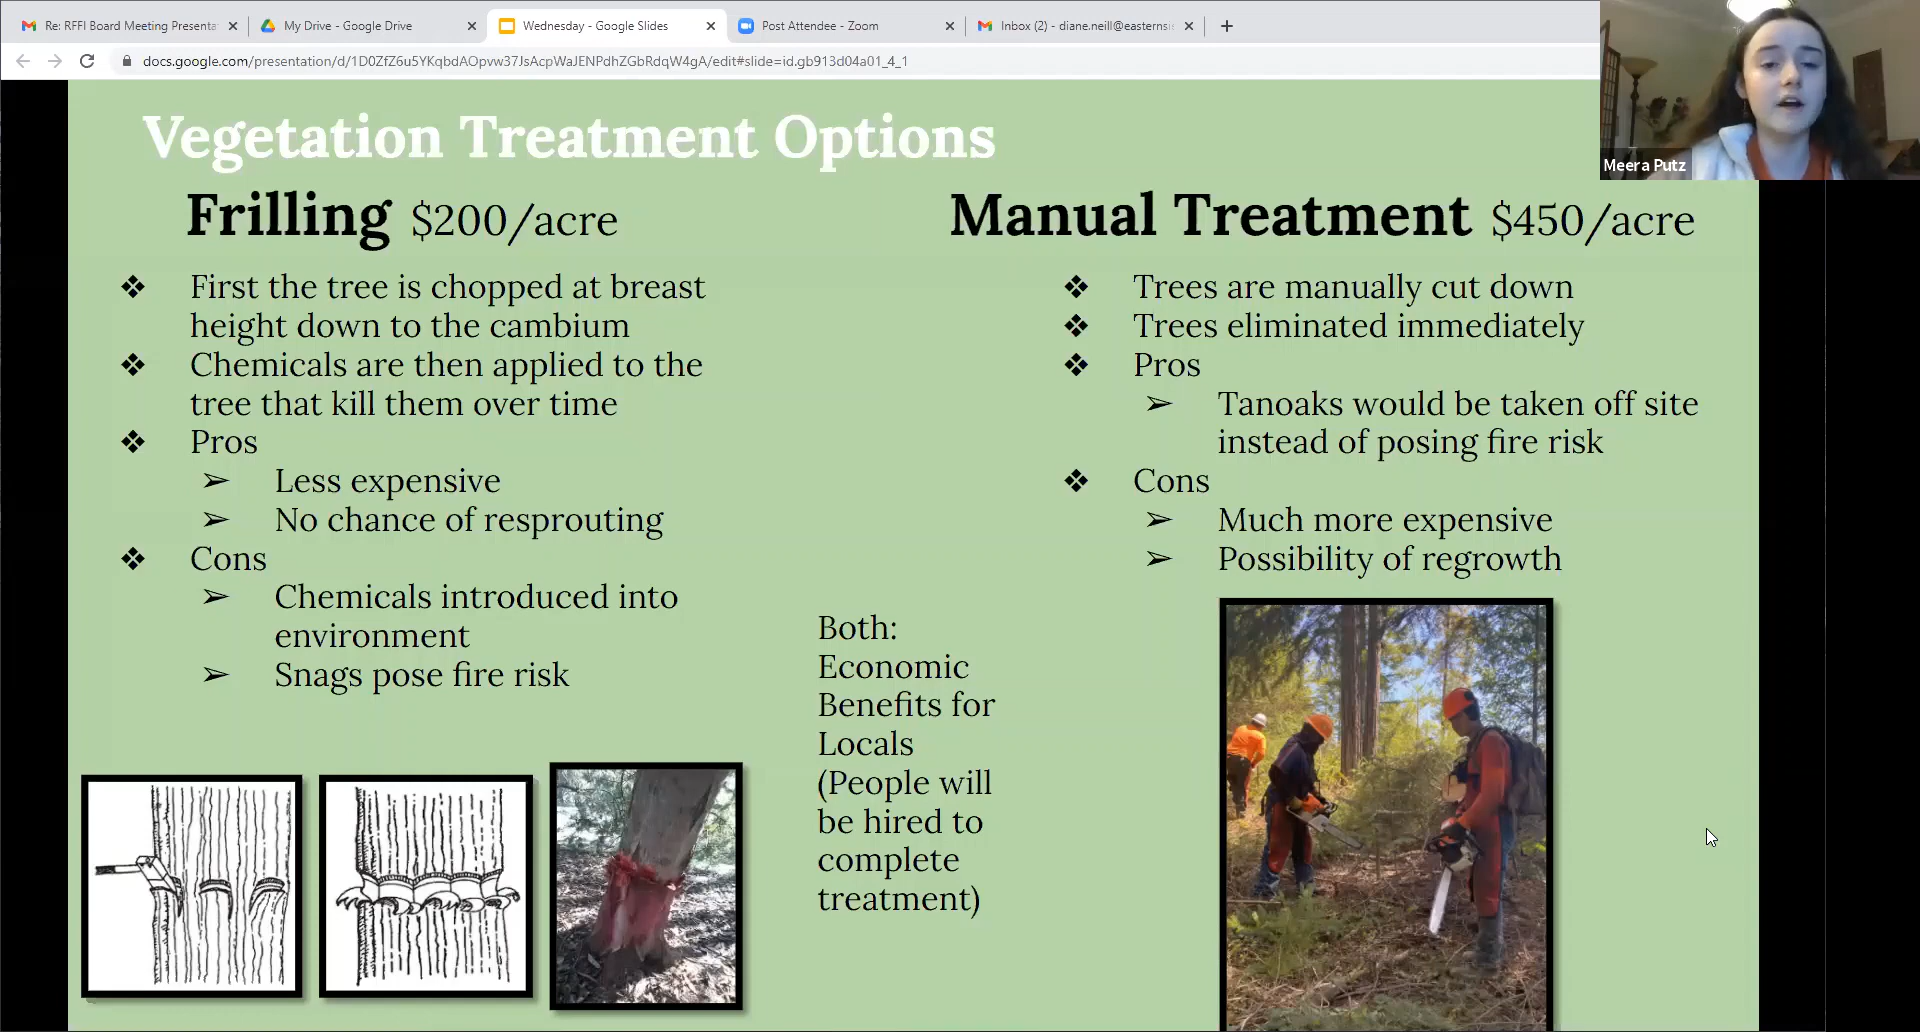 Re: RFFI Board Meeting Presenta
My Drive - Google Drive
Wednesday - Google Slides
Post Attendee - Zoom
Inbox (2) - diane.neill@easternsi
docs.google.com/presentation/d/1D0ZfZ6u5YKqbdAOpvw37JsAcpWaJENPdhZGbRdqW4gA/edit#slide=id.gb913d04a01_4_1
Meera Putz
Vegetation Treatment Options
Frilling $200/acre
❖ First the tree is chopped at breast
height down to the cambium
❖ Chemicals are then applied to the
tree that kill them over time
❖ Pros
➢ Less expensive
➢ No chance of resprouting
❖ Cons
➢ Chemicals introduced into
environment
➢ Snags pose fire risk
Both:
Economic
Benefits for
Locals
(People will
be hired to
complete
treatment)
Manual Treatment $450/acre
❖ Trees are manually cut down
❖ Trees eliminated immediately
❖ Pros
➢ Tanoaks would be taken off site
instead of posing fire risk
❖ Cons
➢ Much more expensive
➢ Possibility of regrowth